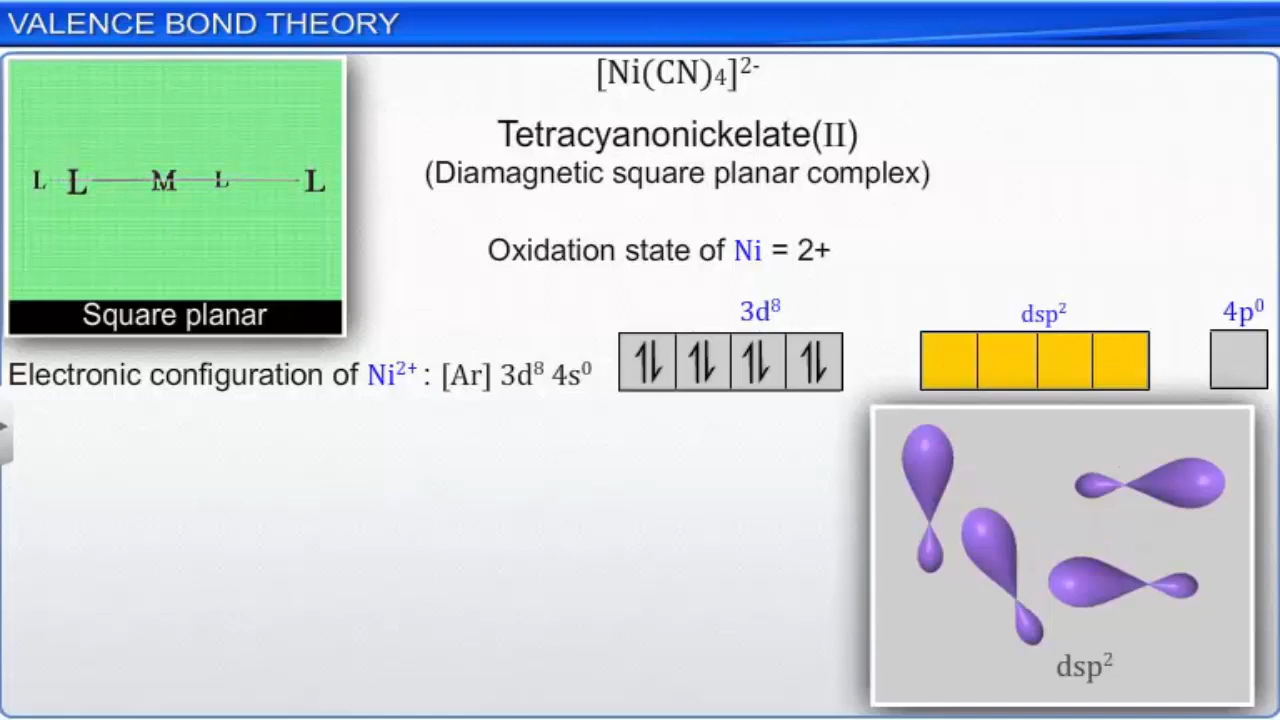 VALENCE BOND THEORY
[Ni(CN)₄]²⁻
Tetracyanonickelate(II)
(Diamagnetic square planar complex)
L L M L L
Square planar
Oxidation state of Ni = 2+
3d⁸ dsp² 4p⁰
Electronic configuration of Ni²⁺ : [Ar] 3d⁸ 4s⁰ ⥮ ⥮ ⥮ ⥮
dsp²